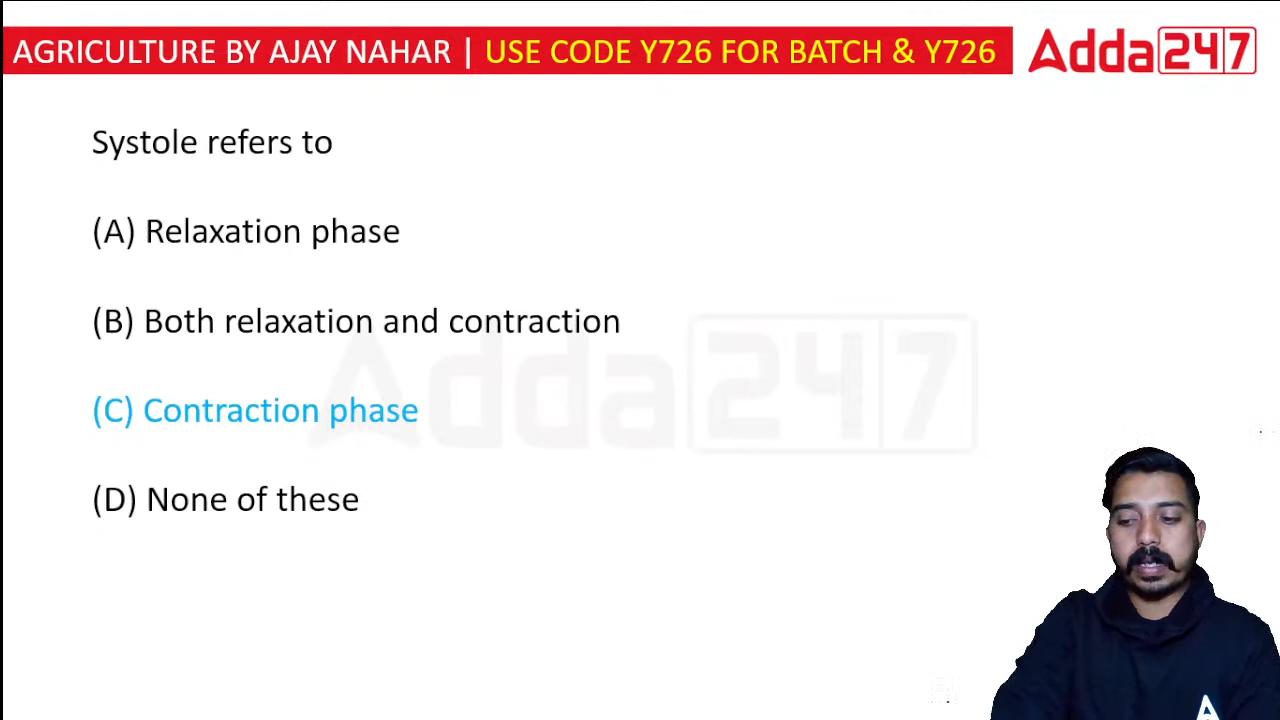 AGRICULTURE BY AJAY NAHAR | USE CODE Y726 FOR BATCH & Y726
Adda247
Systole refers to
(A) Relaxation phase
(B) Both relaxation and contraction
(C) Contraction phase
(D) None of these
Adda247